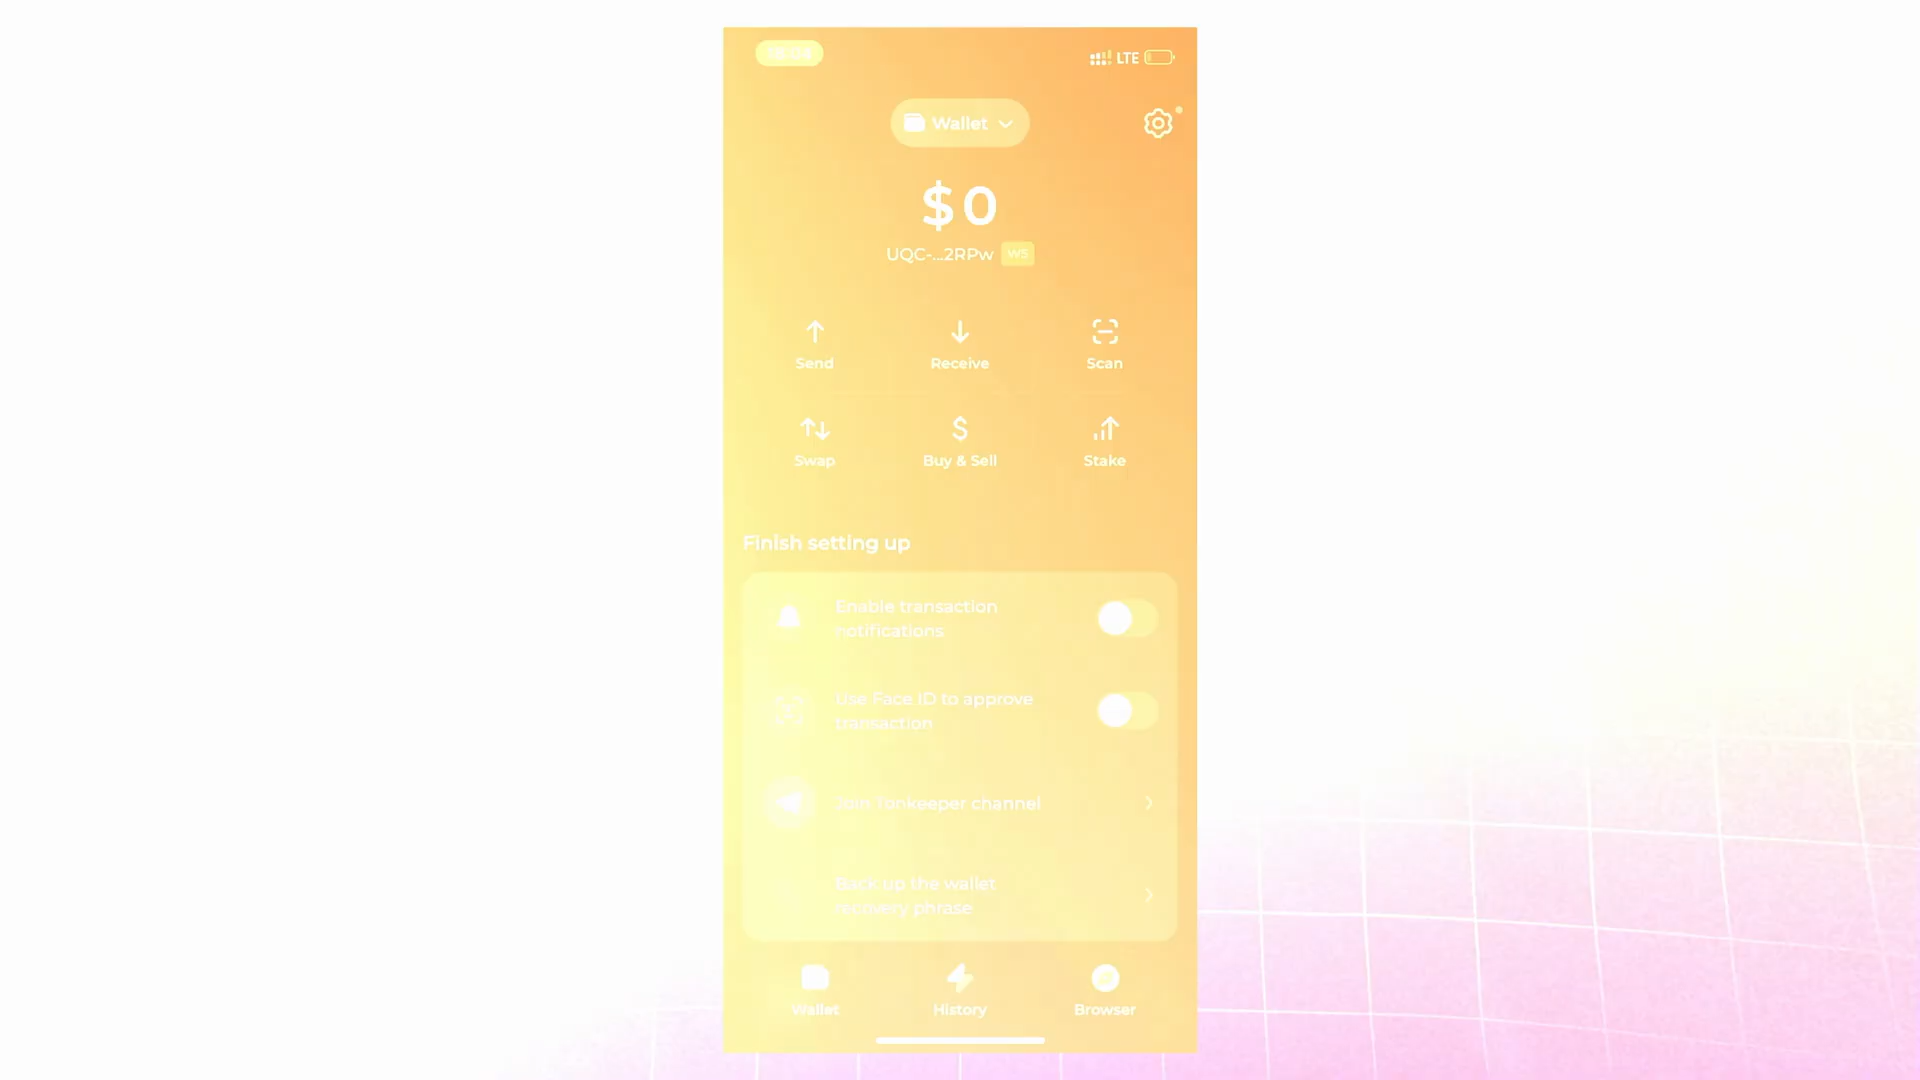 LTE
Wallet
$0
UQC-...2RPw W5
Send Receive Scan
Swap Buy & Sell Stake
Finish setting up
Enable transaction
notifications
Use Face ID to approve
transaction
Join Tonkeeper channel
Back up the wallet
recovery phrase
Wallet History Browser